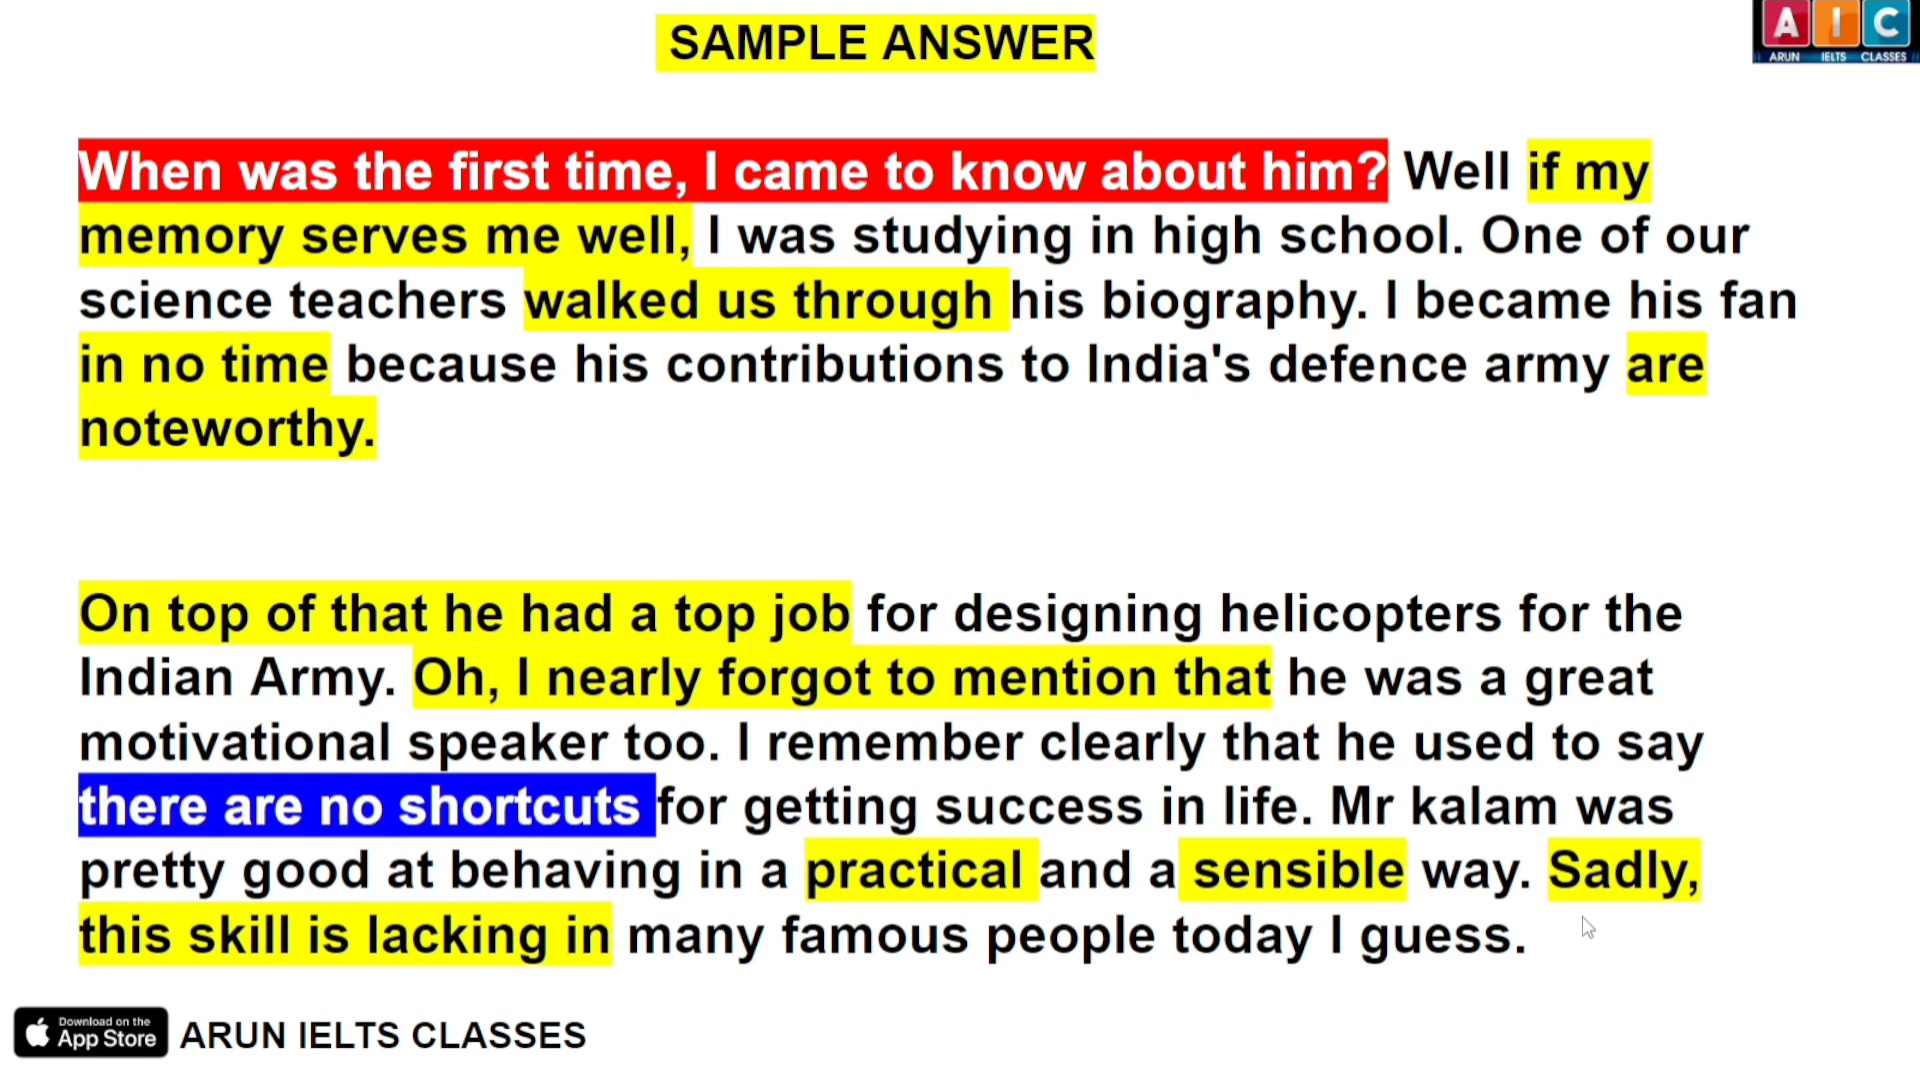 SAMPLE ANSWER
A I C
ARUN IELTS CLASSES
When was the first time, I came to know about him? Well if my
memory serves me well, I was studying in high school. One of our
science teachers walked us through his biography. I became his fan
in no time because his contributions to India's defence army are
noteworthy.
On top of that he had a top job for designing helicopters for the
Indian Army. Oh, I nearly forgot to mention that he was a great
motivational speaker too. I remember clearly that he used to say
there are no shortcuts for getting success in life. Mr kalam was
pretty good at behaving in a practical and a sensible way. Sadly,
this skill is lacking in many famous people today I guess.
Download on the
App Store ARUN IELTS CLASSES